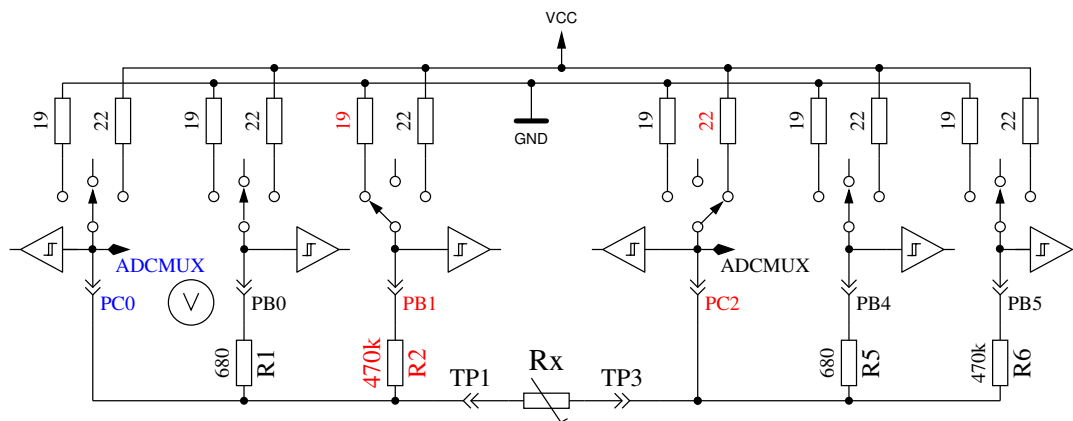 VCC
19
22
19
22
19
22
GND
19
22
19
22
19
22
ADCMUX
ADCMUX
PC0
V
PB0
PB1
PC2
PB4
PB5
680
R1
470k
R2
TP1
Rx
TP3
680
R5
470k
R6